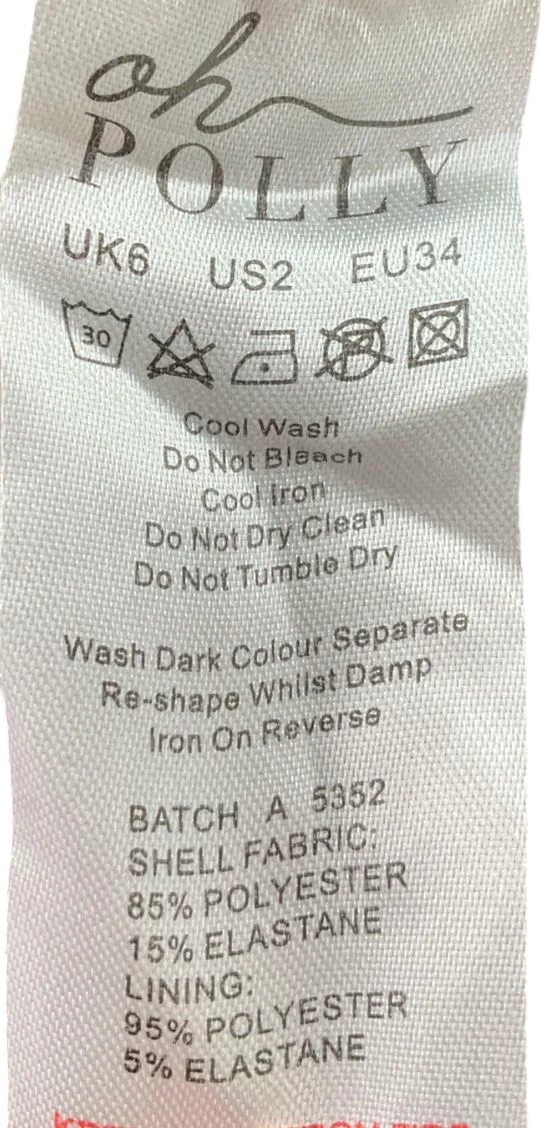 oh
POLLY
UK6 US2 EU34
30
Cool Wash
Do Not Bleach
Cool Iron
Do Not Dry Clean
Do Not Tumble Dry
Wash Dark Colour Separate
Re-shape Whilst Damp
Iron On Reverse
BATCH A 5352
SHELL FABRIC:
85% POLYESTER
15% ELASTANE
LINING:
95% POLYESTER
5% ELASTANE